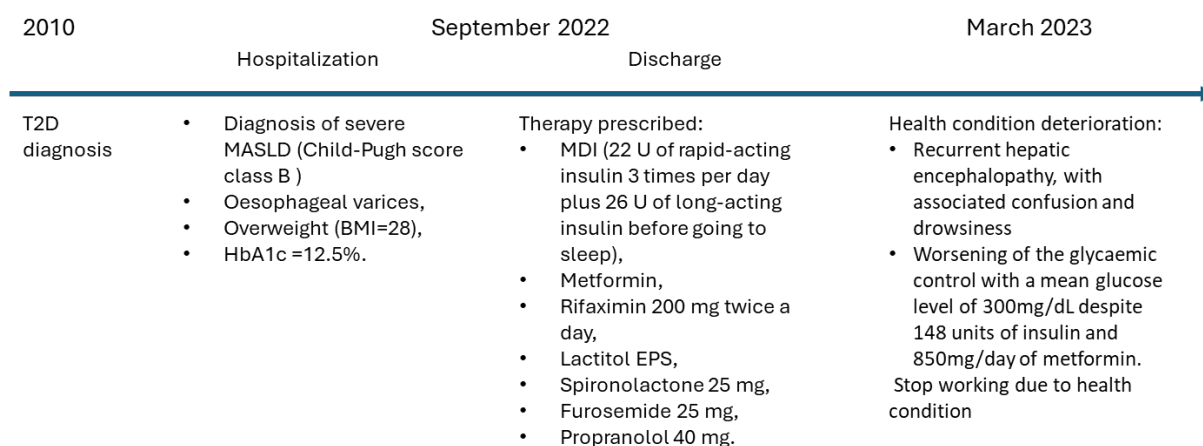 2010
September 2022
March 2023
Hospitalization
Discharge
T2D
diagnosis
• Diagnosis of severe
MASLD (Child-Pugh score
class B )
• Oesophageal varices,
• Overweight (BMI=28),
• HbA1c =12.5%.
Therapy prescribed:
• MDI (22 U of rapid-acting
insulin 3 times per day
plus 26 U of long-acting
insulin before going to
sleep),
• Metformin,
• Rifaximin 200 mg twice a
day,
• Lactitol EPS,
• Spironolactone 25 mg,
• Furosemide 25 mg,
• Propranolol 40 mg.
Health condition deterioration:
• Recurrent hepatic
encephalopathy, with
associated confusion and
drowsiness
• Worsening of the glycaemic
control with a mean glucose
level of 300mg/dL despite
148 units of insulin and
850mg/day of metformin.
Stop working due to health
condition